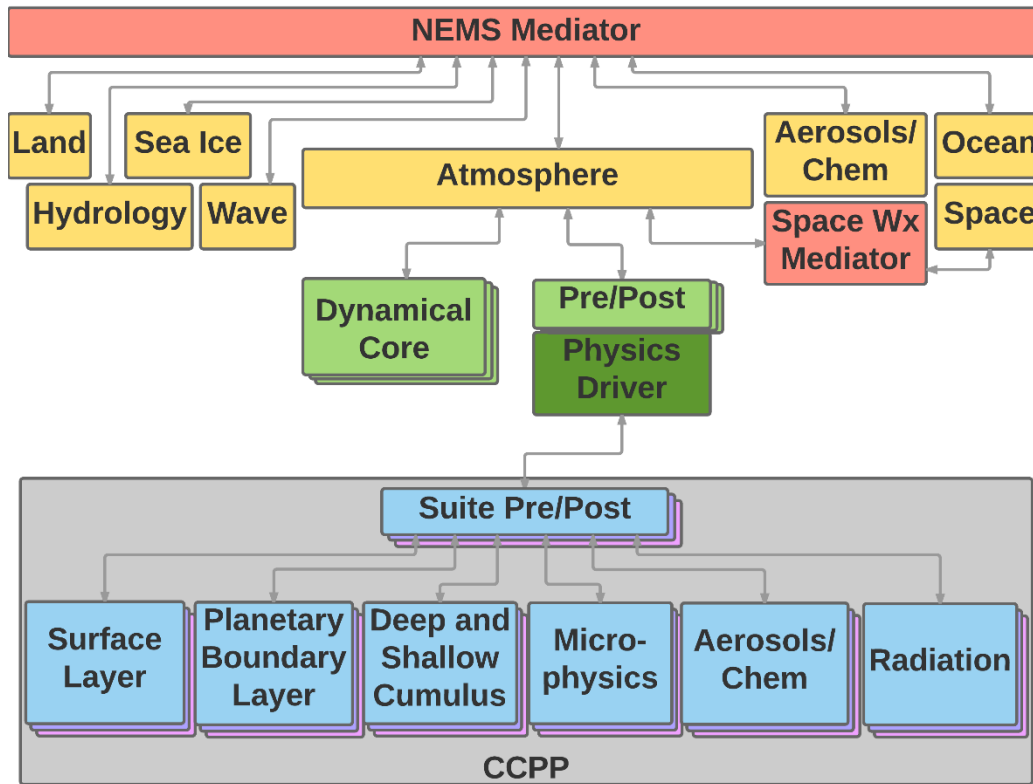 NEMS Mediator
Land
Sea Ice
Hydrology
Wave
Atmosphere
Aerosols/
Chem
Ocean
Space Wx
Mediator
Space
Dynamical
Core
Pre/Post
Physics
Driver
Suite Pre/Post
Surface
Layer
Planetary
Boundary
Layer
Deep and
Shallow
Cumulus
Micro-
physics
Aerosols/
Chem
Radiation
CCPP